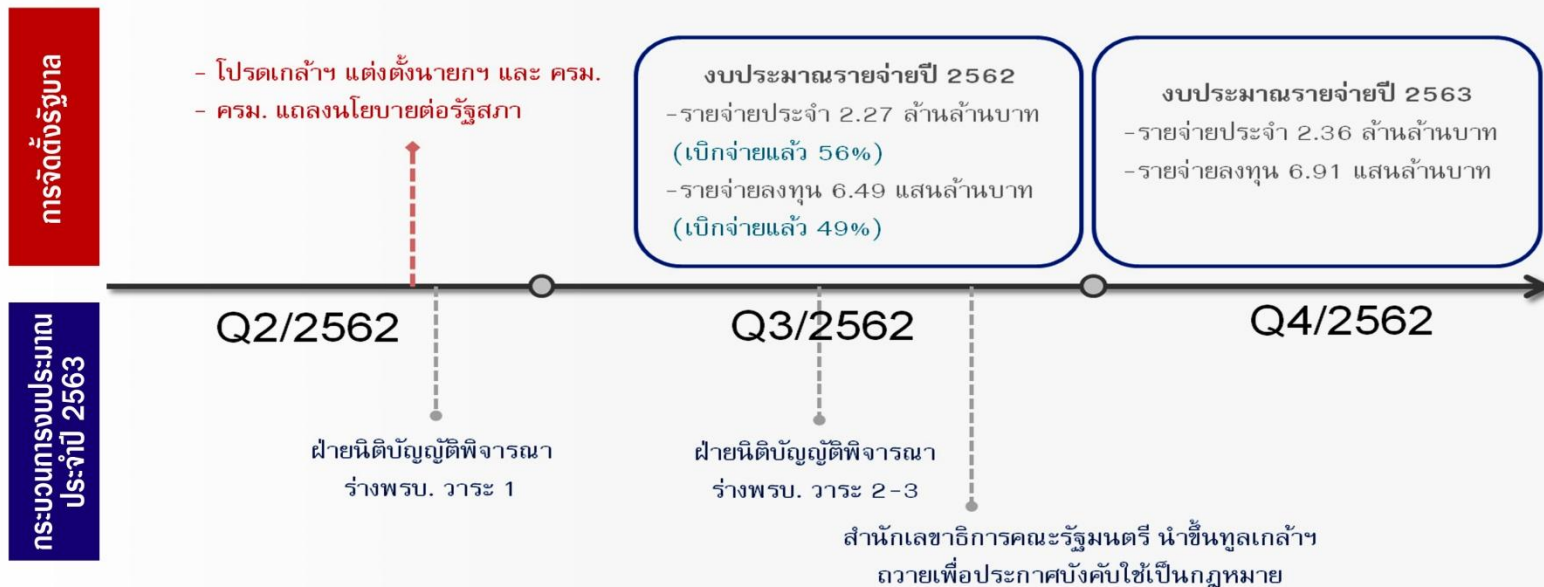 การจัดตั้งรัฐบาล
- โปรดเกล้าฯ แต่งตั้งนายกฯ และ ครม.
- ครม. แถลงนโยบายต่อรัฐสภา
งบประมาณรายจ่ายปี 2562
-รายจ่ายประจำ 2.27 ล้านล้านบาท
(เบิกจ่ายแล้ว 56%)
-รายจ่ายลงทุน 6.49 แสนล้านบาท
(เบิกจ่ายแล้ว 49%)
งบประมาณรายจ่ายปี 2563
-รายจ่ายประจำ 2.36 ล้านล้านบาท
-รายจ่ายลงทุน 6.91 แสนล้านบาท
Q2/2562
Q3/2562
Q4/2562
กระบวนการงบประมาณ
ประจำปี 2563
ฝ่ายนิติบัญญัติพิจารณา
ร่างพรบ. วาระ 1
ฝ่ายนิติบัญญัติพิจารณา
ร่างพรบ. วาระ 2-3
สำนักเลขาธิการคณะรัฐมนตรี นำขึ้นทูลเกล้าฯ
ถวายเพื่อประกาศบังคับใช้เป็นกฎหมาย